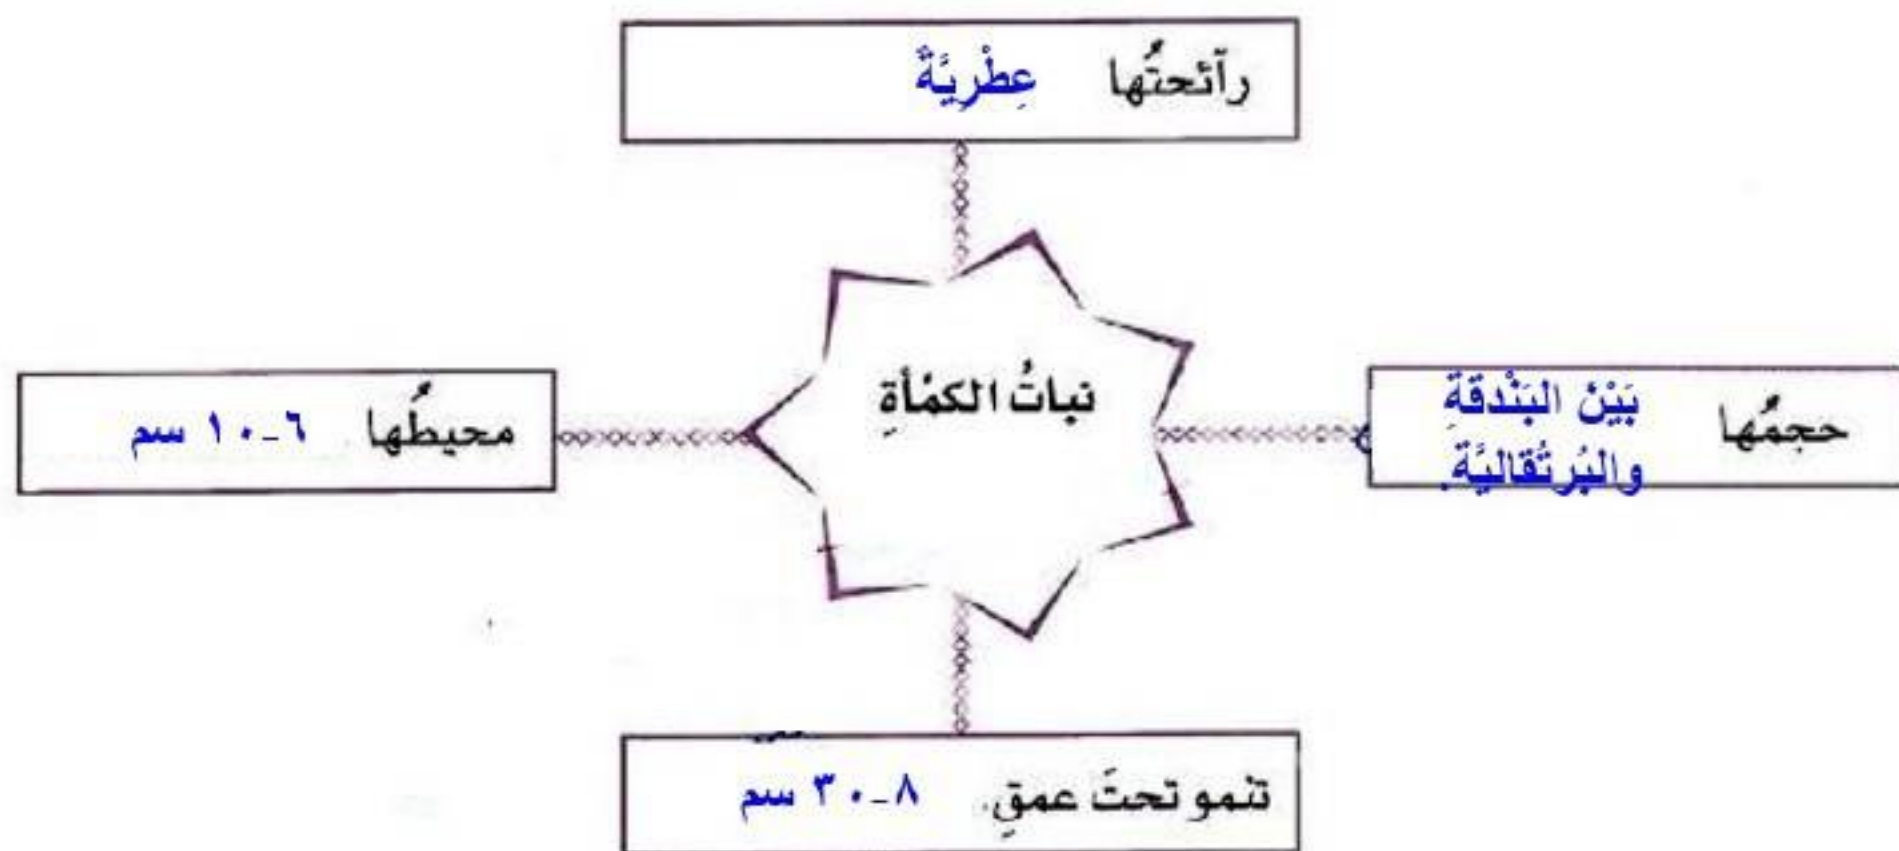 رآئحتُها عِطْرِيَّةٌ
نباتُ الكمْأةِ
حجمُها بَيْنَ البَنْدقةِ
والبُرتُقاليَّة.
محيطُها ٦-١٠ سم
تنمو تحتَ عمقِ. ٨-٣٠ سم